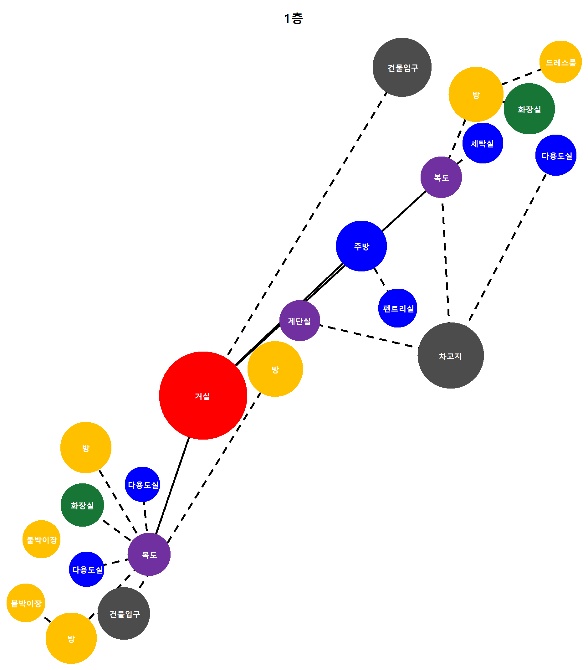 1층
건물입구
드레스룸
방
화장실
세탁실
다용도실
복도
주방
팬트리실
계단실
차고지
방
거실
방
다용도실
화장실
붙박이장
복도
다용도실
붙박이장
건물입구
방